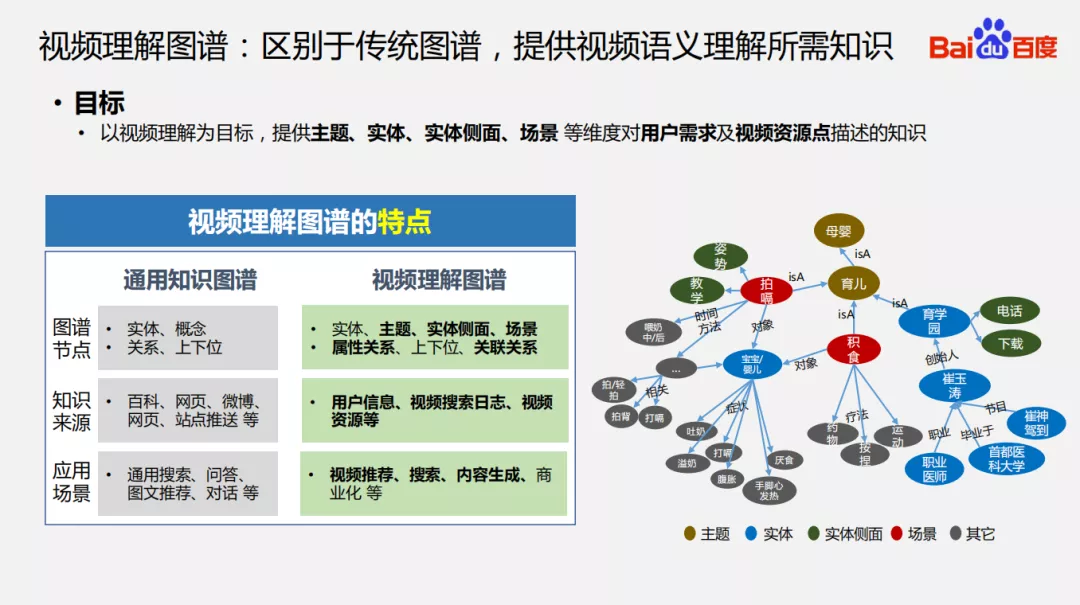 视频理解图谱：区别于传统图谱，提供视频语义理解所需知识
Baidu百度
• 目标
• 以视频理解为目标，提供主题、实体、实体侧面、场景 等维度对用户需求及视频资源点描述的知识
视频理解图谱的特点
通用知识图谱
视频理解图谱
图谱
节点
• 实体、概念
• 关系、上下位
• 实体、主题、实体侧面、场景
• 属性关系、上下位、关联关系
知识
来源
• 百科、网页、微博、
网页、站点推送 等
• 用户信息、视频搜索日志、视频
资源等
应用
场景
• 通用搜索、问答、
图文推荐、对话 等
• 视频推荐、搜索、内容生成、商
业化 等
母婴
isA
姿
势
教
学
拍
嗝
isA
育儿
isA
isA
育学
园
电话
下载
喂奶
中/后
时间
方法
对象
积
食
对象
创始人
...
宝宝/
婴儿
崔玉
涛
拍/轻
拍
相关
拍背
打嗝
症状
疗法
节目
崔神
驾到
吐奶
溢奶
打嗝
腹胀
厌食
手脚心
发热
药
物
按
捏
运
动
职业
毕业于
职业
医师
首都医
科大学
主题
实体
实体侧面
场景
其它